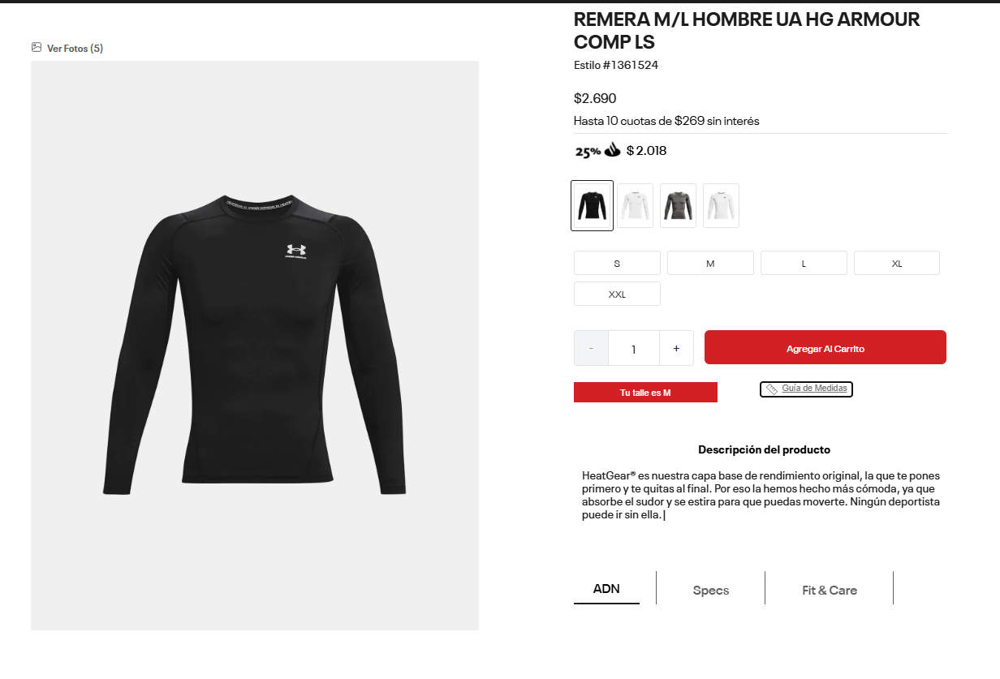 REMERA M/L HOMBRE UA HG ARMOUR
COMP LS
Estilo #1361524
Ver Fotos (5)
$2.690
Hasta 10 cuotas de $269 sin interés
25% $ 2.018
UNDER ARMOUR
S
M
L
XL
XXL
-
1
+
Agregar Al Carrito
Tu talle es M
Guía de Medidas
Descripción del producto
HeatGear® es nuestra capa base de rendimiento original, la que te pones
primero y te quitas al final. Por eso la hemos hecho más cómoda, ya que
absorbe el sudor y se estira para que puedas moverte. Ningún deportista
puede ir sin ella.|
ADN
Specs
Fit & Care